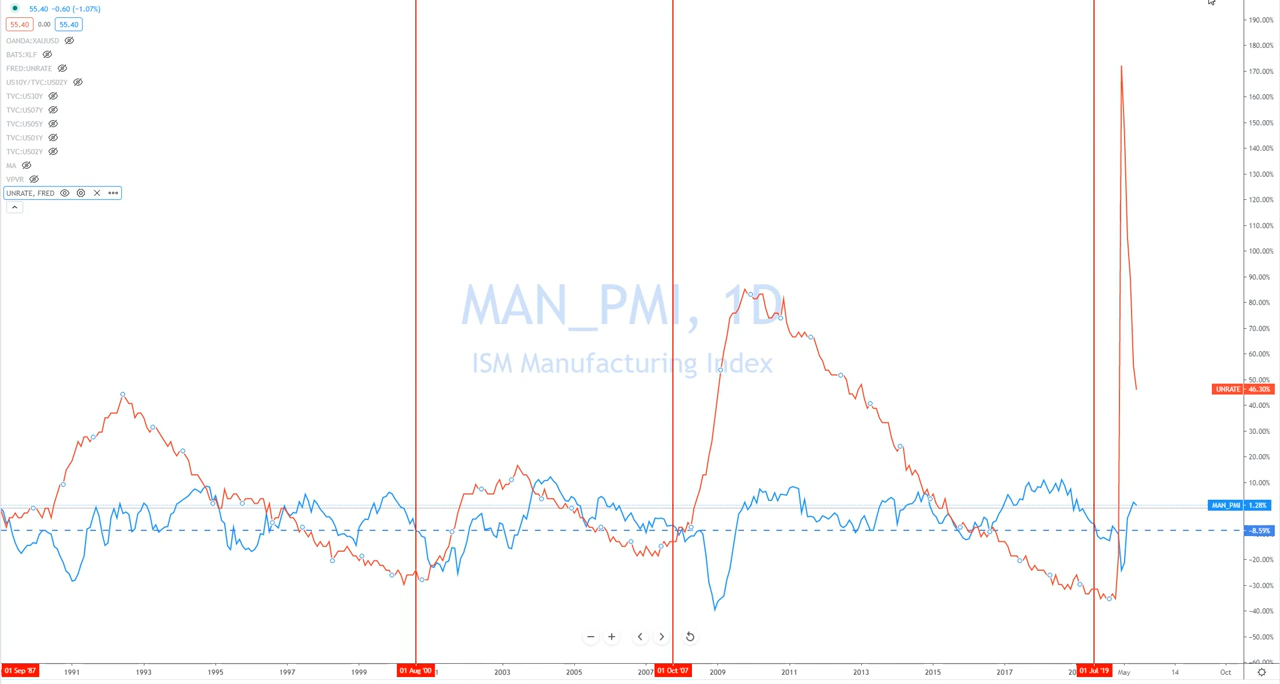 55.40 −0.60 (−1.07%)
55.40 0.00 55.40
OANDA:XAUUSD
BATS:XLF
FRED:UNRATE
US10Y/TVC:US02Y
TVC:US30Y
TVC:US07Y
TVC:US05Y
TVC:US01Y
TVC:US02Y
MA
VPVR
UNRATE, FRED
MAN_PMI, 1D
ISM Manufacturing Index
190.00%
180.00%
170.00%
160.00%
150.00%
140.00%
130.00%
120.00%
110.00%
100.00%
90.00%
80.00%
70.00%
60.00%
50.00%
UNRATE 46.30%
40.00%
30.00%
20.00%
10.00%
MAN_PMI 1.28%
-8.59%
−20.00%
−30.00%
−40.00%
−50.00%
−60.00%
01 Sep '87 1991 1993 1995 1997 01 Aug '00 2003 2005 2007 01 Oct '07 2009 2011 2013 2015 2017 01 Jul '19 May 14 Oct